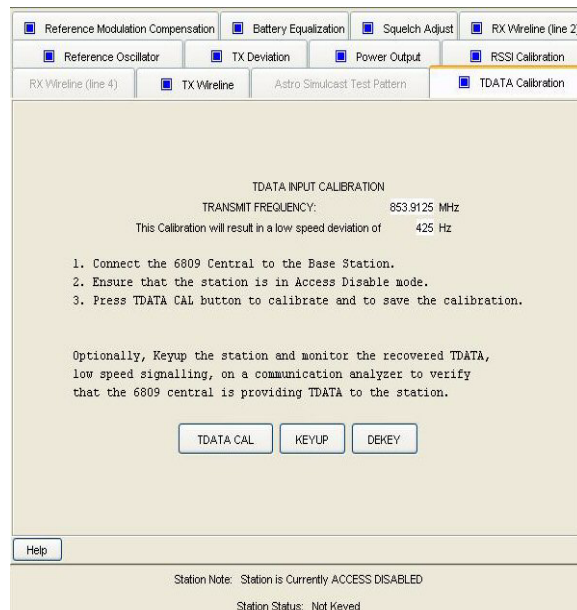 Reference Modulation Compensation Battery Equalization Squelch Adjust RX Wireline (line 2)
Reference Oscillator TX Deviation Power Output RSSI Calibration
RX Wireline (line 4) TX Wireline Astro Simulcast Test Pattern TDATA Calibration
TDATA INPUT CALIBRATION
TRANSMIT FREQUENCY: 853.9125 MHz
This Calibration will result in a low speed deviation of 425 Hz
1. Connect the 6809 Central to the Base Station.
2. Ensure that the station is in Access Disable mode.
3. Press TDATA CAL button to calibrate and to save the calibration.
Optionally, Keyup the station and monitor the recovered TDATA,
low speed signalling, on a communication analyzer to verify
that the 6809 central is providing TDATA to the station.
TDATA CAL KEYUP DEKEY
Help
Station Note: Station is Currently ACCESS DISABLED
Station Status: Not Keyed